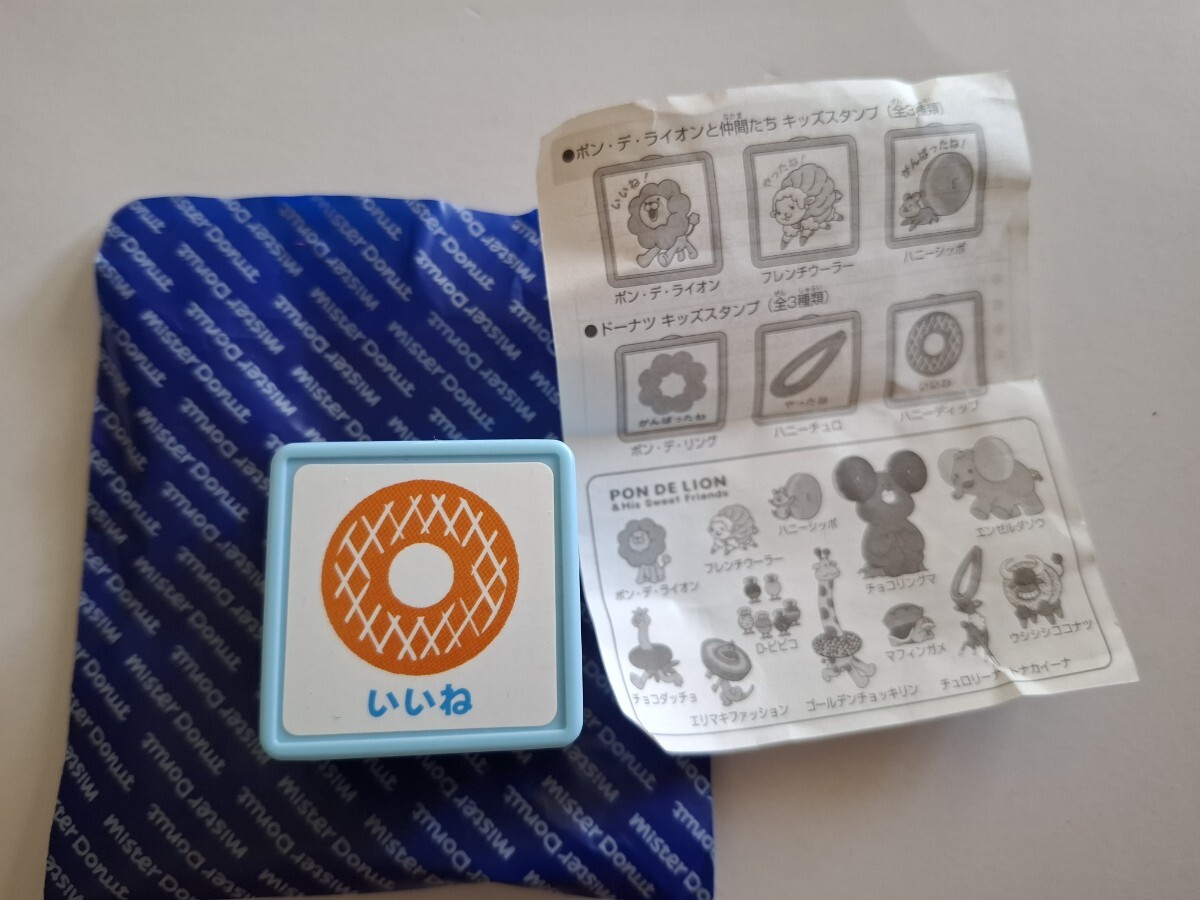 ●ポン・デ・ライオンと仲間たち キッズスタンプ (全3種類)
いいね!
やったね!
がんばったね!
ポン・デ・ライオン
フレンチウーラー
ハニーシッポ
●ドーナツ キッズスタンプ (全3種類)
がんばったね
やったね
いいね
ポン・デ・リング
ハニーチュロ
ハニーディップ
PON DE LION
& His Sweet Friends
ポン・デ・ライオン
フレンチウーラー
ハニーシッポ
チョコリングマ
エンゼルダゾウ
チョコダッチョ
エリマキファッション
D-ピピコ
ゴールデンチョッキリン
マフィンガメ
チュロリーナ
トナカイーナ
ウシシシココナツ
いいね
Mister Donut